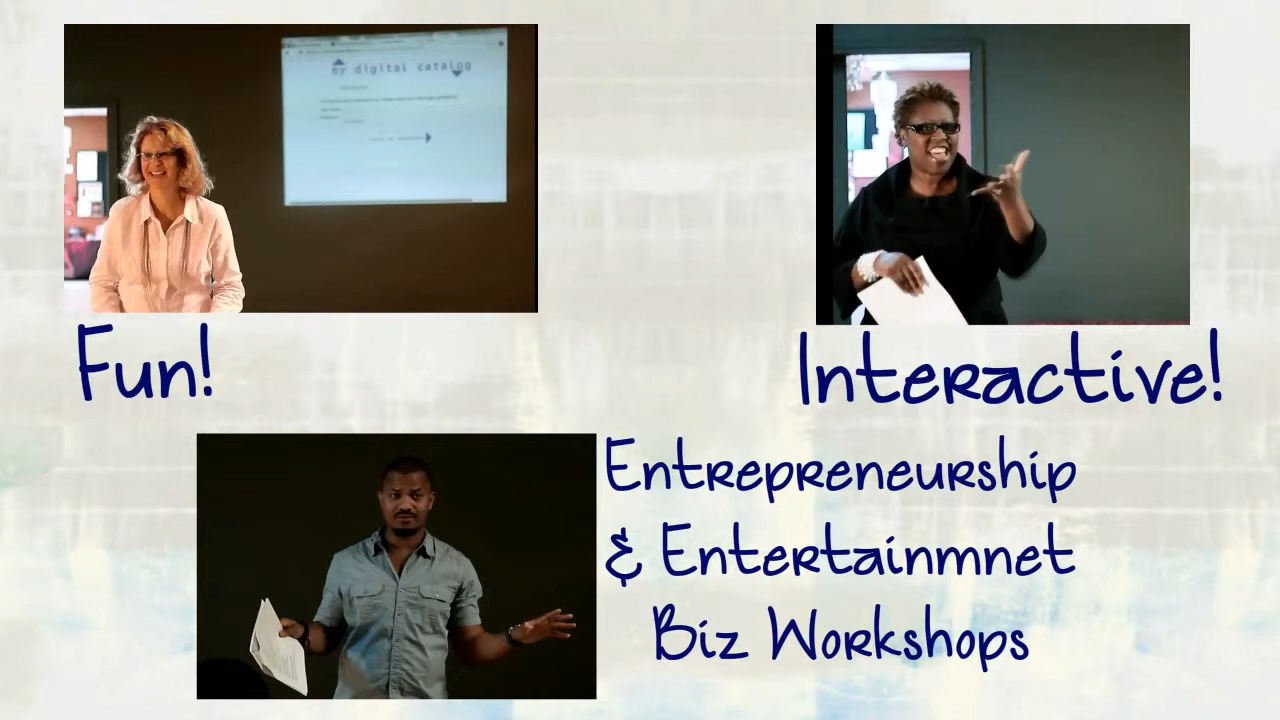 my digital catalog
Fun!
Interactive!
Entrepreneurship
& Entertainmnet
Biz Workshops